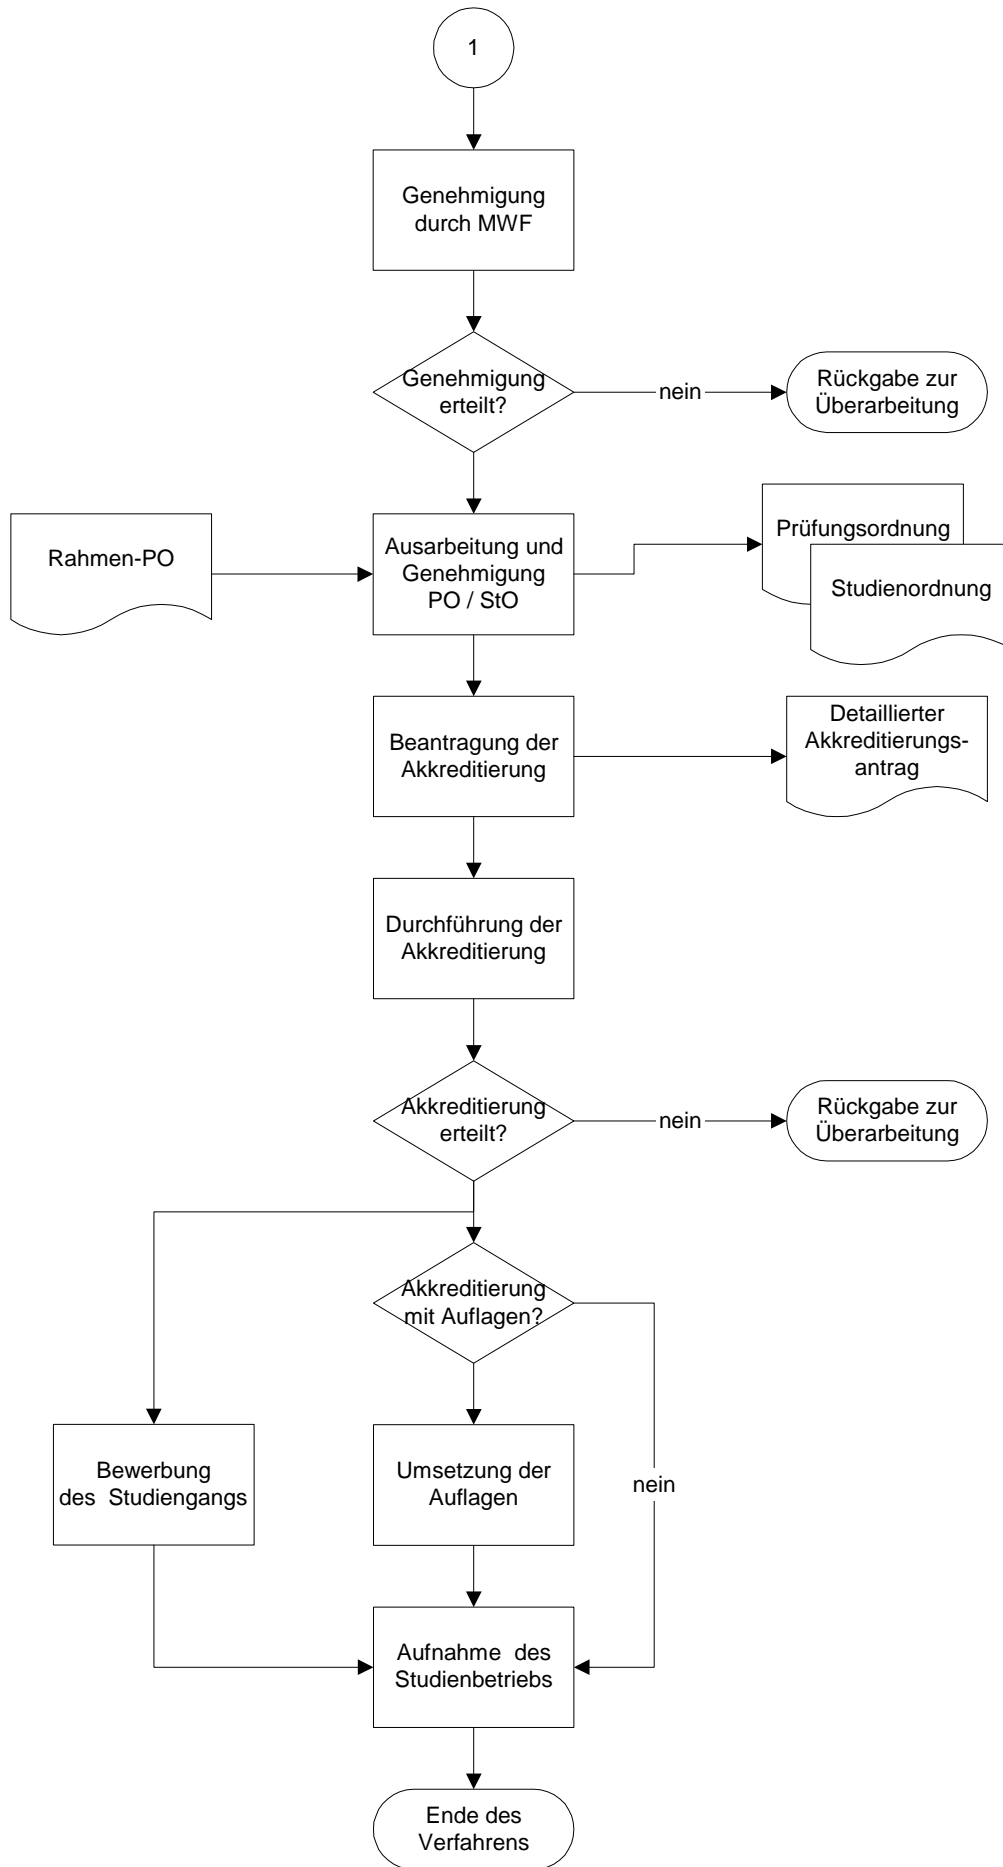 1
Genehmigung
durch MWF
Genehmigung
erteilt?
nein
Rückgabe zur
Überarbeitung
Rahmen-PO
Ausarbeitung und
Genehmigung
PO / StO
Prüfungsordnung
Studienordnung
Beantragung der
Akkreditierung
Detaillierter
Akkreditierungs-
antrag
Durchführung der
Akkreditierung
Akkreditierung
erteilt?
nein
Rückgabe zur
Überarbeitung
Akkreditierung
mit Auflagen?
Bewerbung
des Studiengangs
Umsetzung der
Auflagen
nein
Aufnahme des
Studienbetriebs
Ende des
Verfahrens